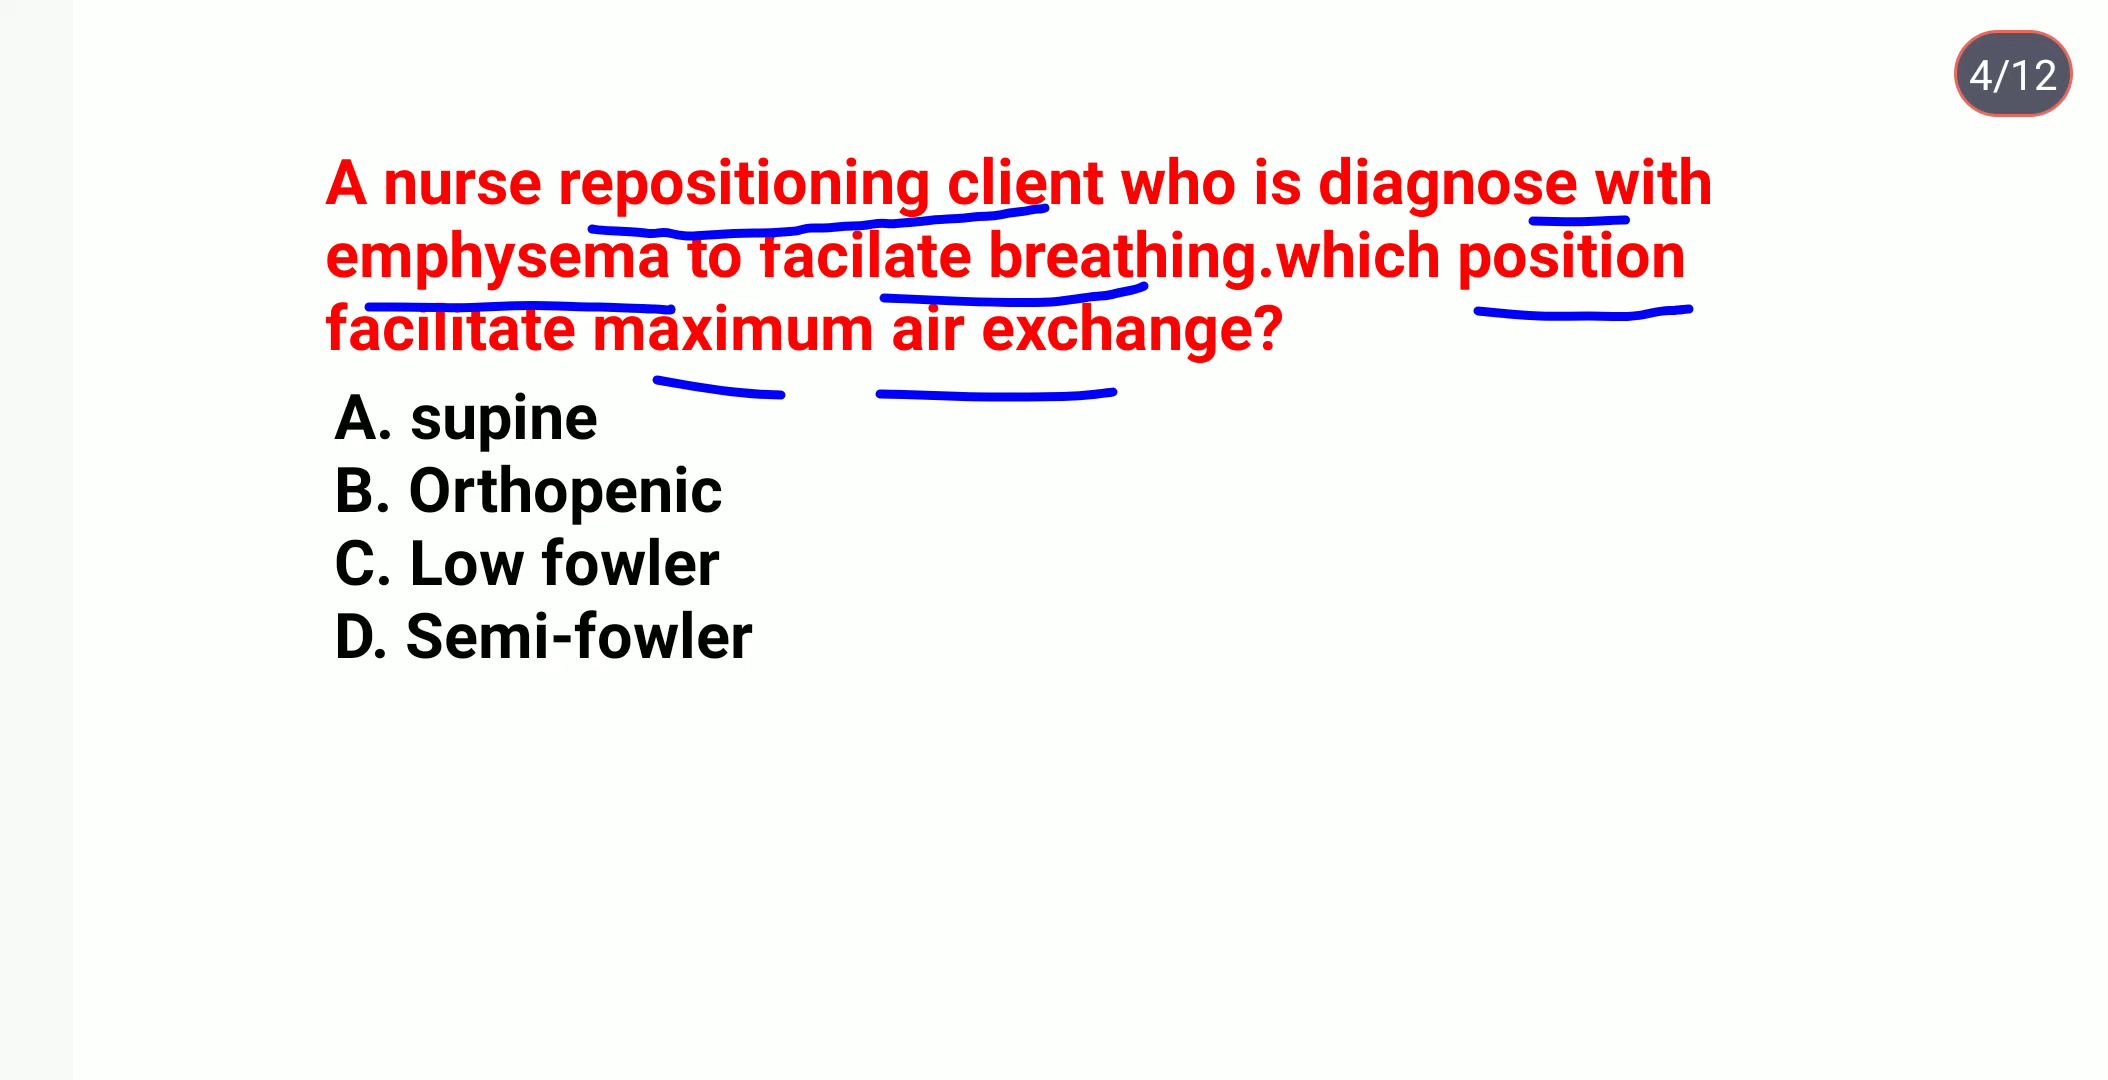 4/12
A nurse repositioning client who is diagnose with
emphysema to facilate breathing.which position
facilitate maximum air exchange?
A. supine
B. Orthopenic
C. Low fowler
D. Semi-fowler